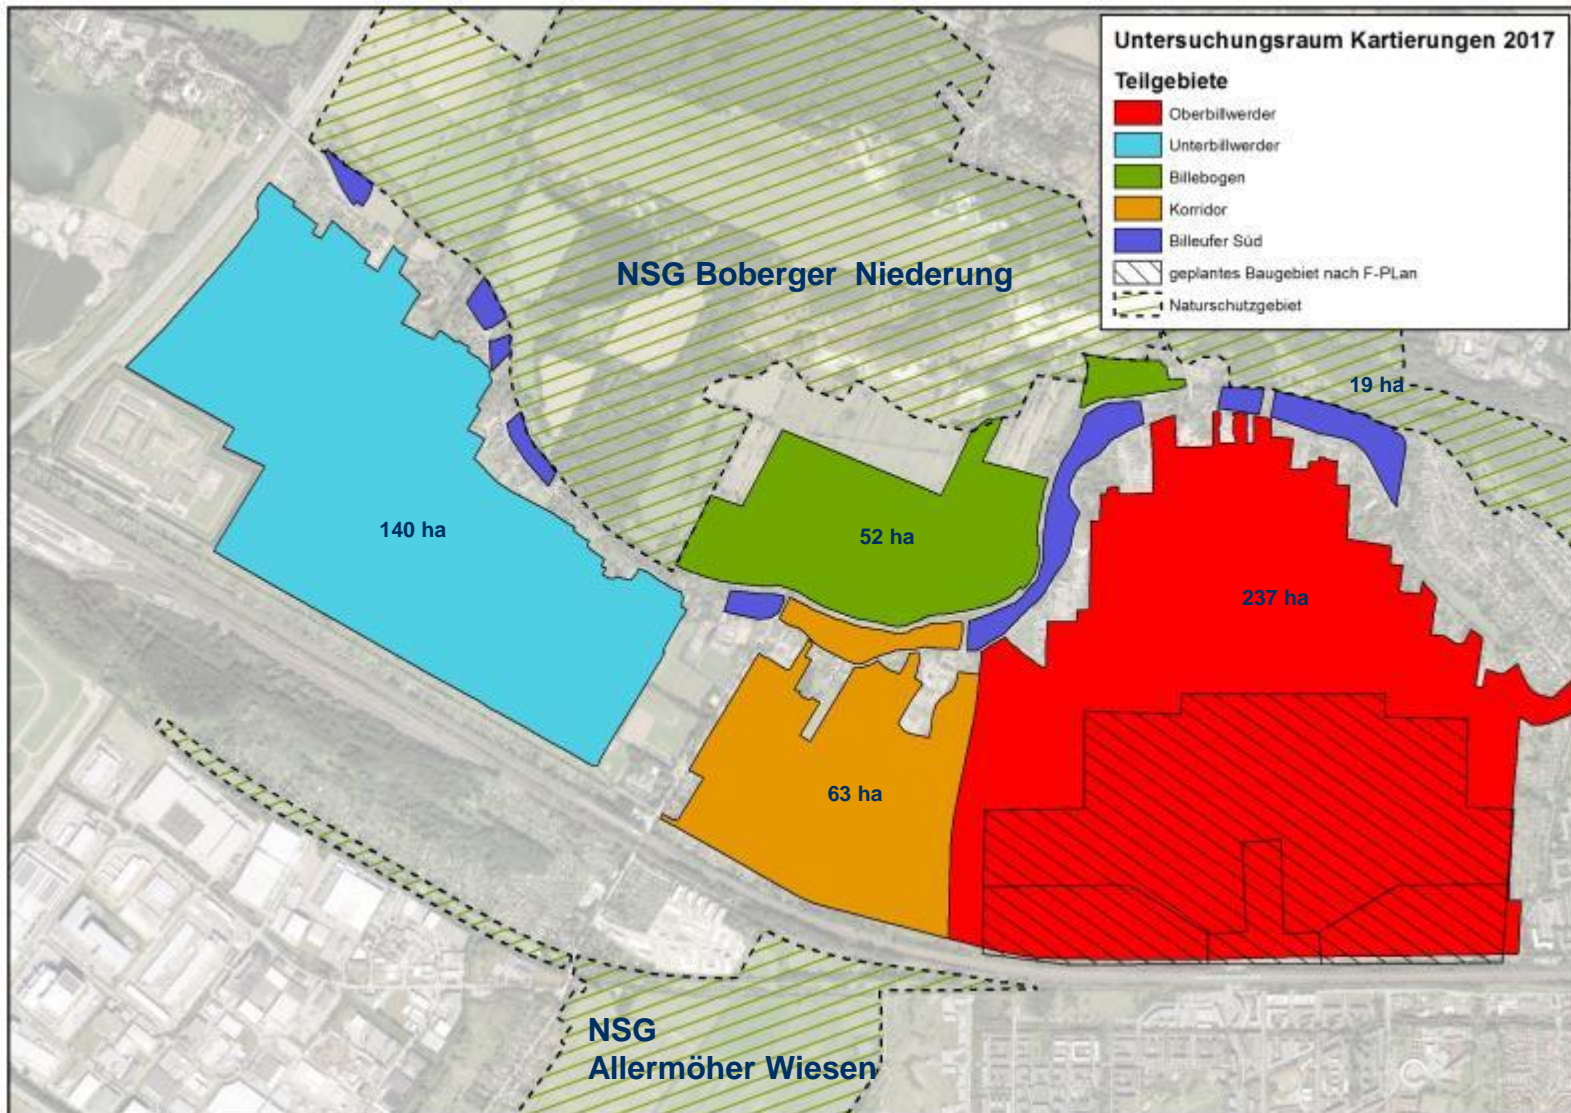 Untersuchungsraum Kartierungen 2017
Teilgebiete
Oberbillwerder
Unterbillwerder
Billebogen
Korridor
Billeufer Süd
geplantes Baugebiet nach F-PLan
Naturschutzgebiet
NSG Boberger Niederung
19 ha
140 ha
52 ha
237 ha
63 ha
NSG
Allermöher Wiesen